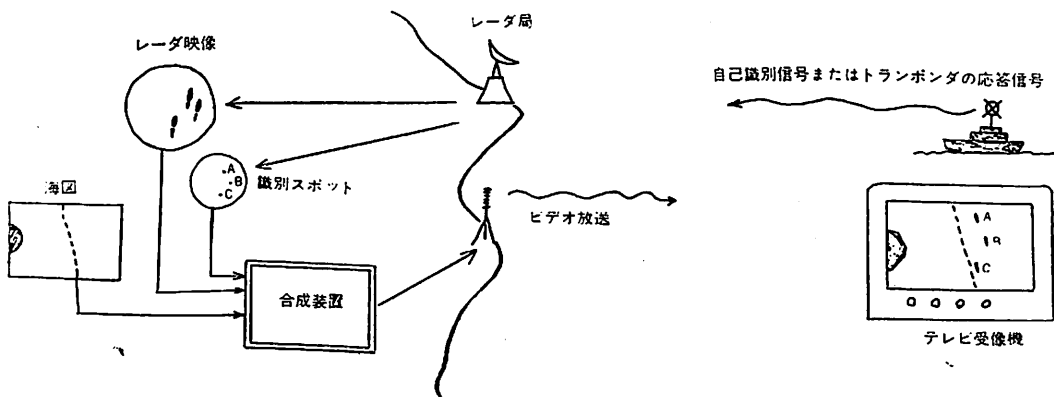 レーダ局
レーダ映像
自己識別信号またはトランポンダの応答信号
A
B
C
識別スポット
海図
ビデオ放送
合成装置
A
B
C
テレビ受像機